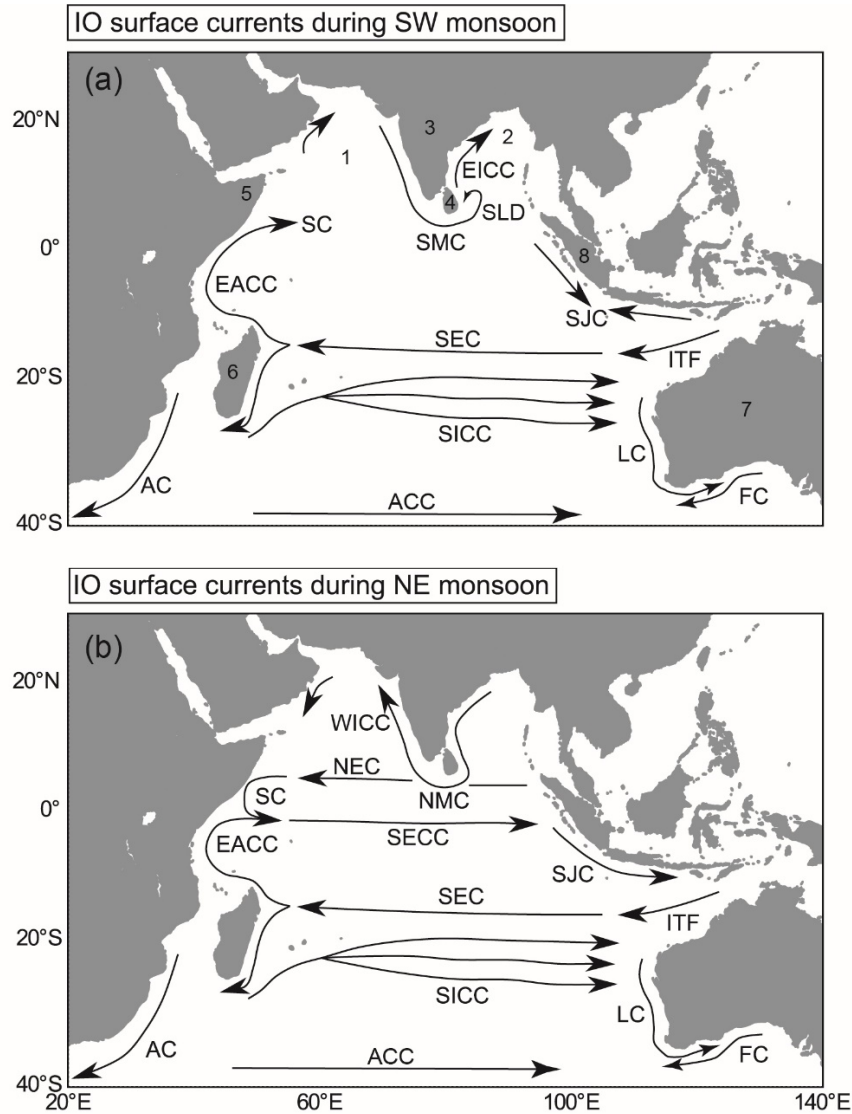 IO surface currents during SW monsoon
(a)
20°N
3
2
1
EICC
5
4
SLD
SC
SMC
0°
8
EACC
SJC
SEC
ITF
20°S
6
7
SICC
LC
AC
FC
ACC
40°S
IO surface currents during NE monsoon
(b)
20°N
WICC
NEC
SC
NMC
0°
EACC
SECC
SJC
SEC
ITF
20°S
SICC
LC
AC
FC
ACC
40°S
20°E 60°E 100°E 140°E